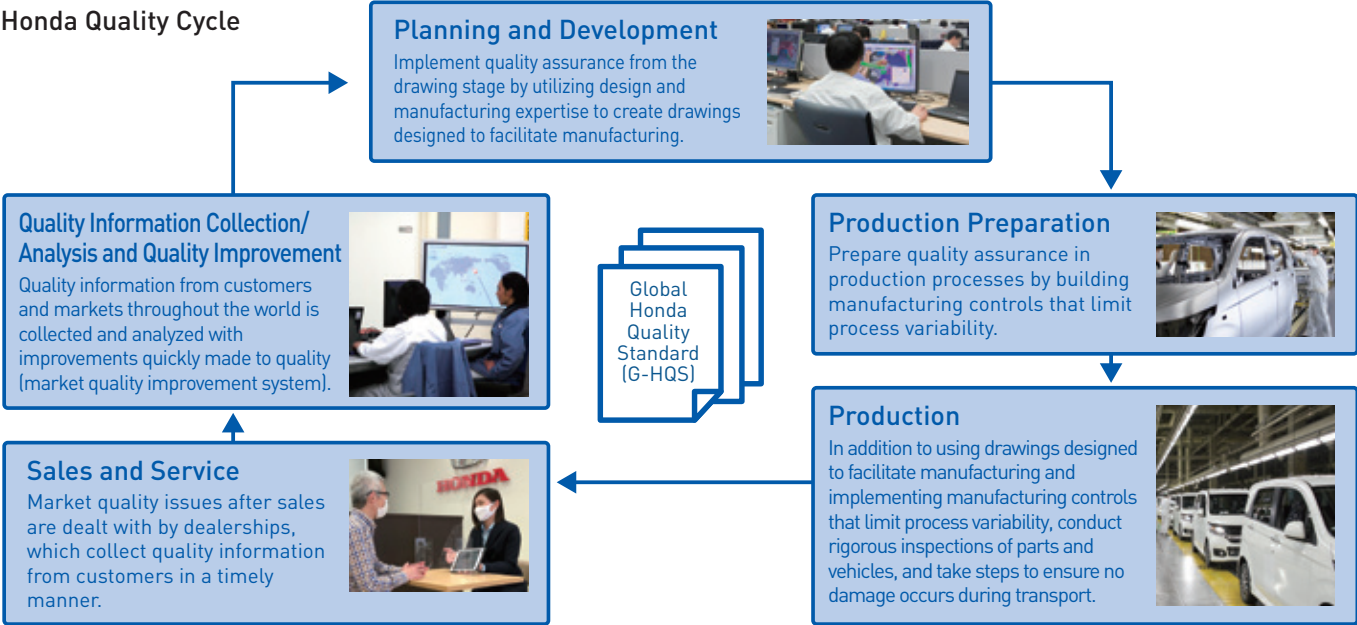 Honda Quality Cycle
Planning and Development
Implement quality assurance from the
drawing stage by utilizing design and
manufacturing expertise to create drawings
designed to facilitate manufacturing.
Production Preparation
Prepare quality assurance in
production processes by building
manufacturing controls that limit
process variability.
Production
In addition to using drawings designed
to facilitate manufacturing and
implementing manufacturing controls
that limit process variability, conduct
rigorous inspections of parts and
vehicles, and take steps to ensure no
damage occurs during transport.
Sales and Service
Market quality issues after sales
are dealt with by dealerships,
which collect quality information
from customers in a timely
manner.
HONDA
Quality Information Collection/
Analysis and Quality Improvement
Quality information from customers
and markets throughout the world is
collected and analyzed with
improvements quickly made to quality
(market quality improvement system).
Global
Honda
Quality
Standard
(G-HQS)